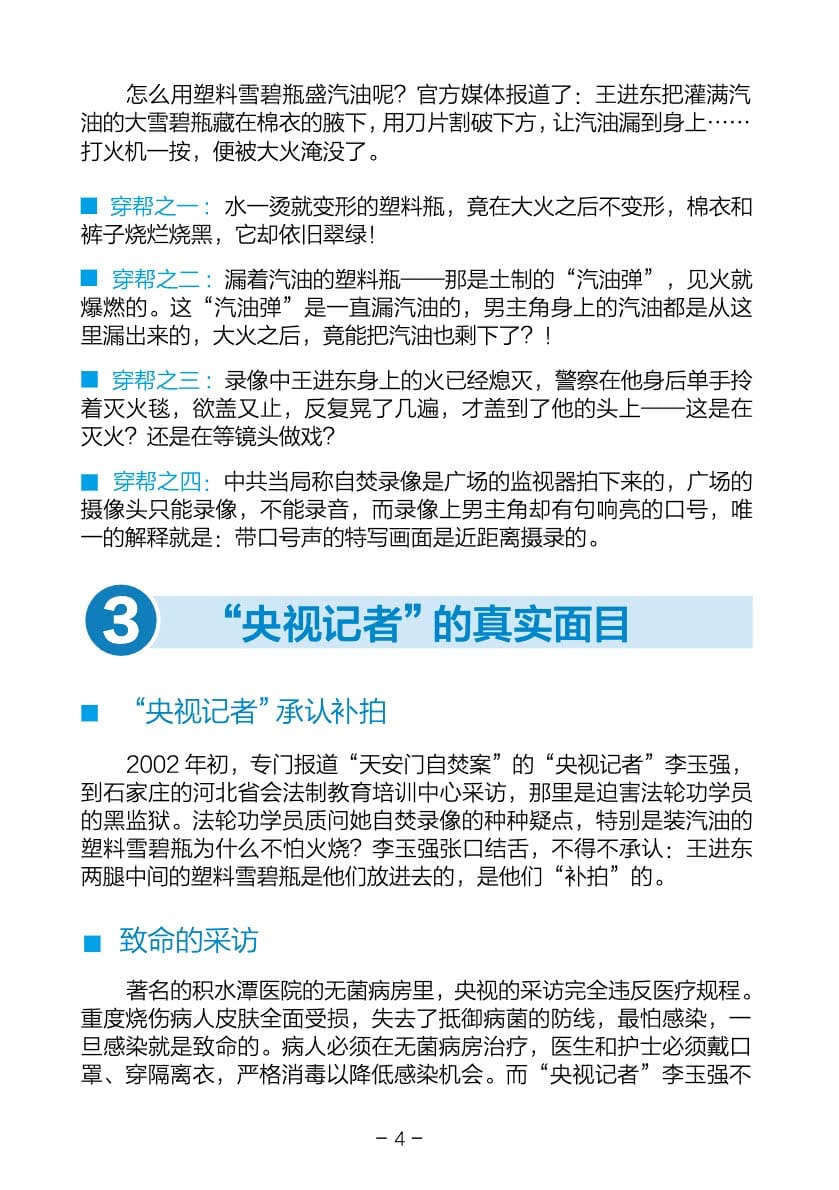 怎么用塑料雪碧瓶盛汽油呢？官方媒体报道了：王进东把灌满汽
油的大雪碧瓶藏在棉衣的腋下，用刀片割破下方，让汽油漏到身上……
打火机一按，便被大火淹没了。
■ 穿帮之一：水一烫就变形的塑料瓶，竟在大火之后不变形，棉衣和
裤子烧烂烧黑，它却依旧翠绿！
■ 穿帮之二：漏着汽油的塑料瓶——那是土制的“汽油弹”，见火就
爆燃的。这“汽油弹”是一直漏汽油的，男主角身上的汽油都是从这
里漏出来的，大火之后，竟能把汽油也剩下了？！
■ 穿帮之三：录像中王进东身上的火已经熄灭，警察在他身后单手拎
着灭火毯，欲盖又止，反复晃了几遍，才盖到了他的头上——这是在
灭火？还是在等镜头做戏？
■ 穿帮之四：中共当局称自焚录像是广场的监视器拍下来的，广场的
摄像头只能录像，不能录音，而录像上男主角却有句响亮的口号，唯
一的解释就是：带口号声的特写画面是近距离摄录的。
3 “央视记者”的真实面目
■ “央视记者”承认补拍
2002 年初，专门报道“天安门自焚案”的“央视记者”李玉强，
到石家庄的河北省会法制教育培训中心采访，那里是迫害法轮功学员
的黑监狱。法轮功学员质问她自焚录像的种种疑点，特别是装汽油的
塑料雪碧瓶为什么不怕火烧？李玉强张口结舌，不得不承认：王进东
两腿中间的塑料雪碧瓶是他们放进去的，是他们“补拍”的。
■ 致命的采访
著名的积水潭医院的无菌病房里，央视的采访完全违反医疗规程。
重度烧伤病人皮肤全面受损，失去了抵御病菌的防线，最怕感染，一
旦感染就是致命的。病人必须在无菌病房治疗，医生和护士必须戴口
罩、穿隔离衣，严格消毒以降低感染机会。而“央视记者”李玉强不
- 4 -